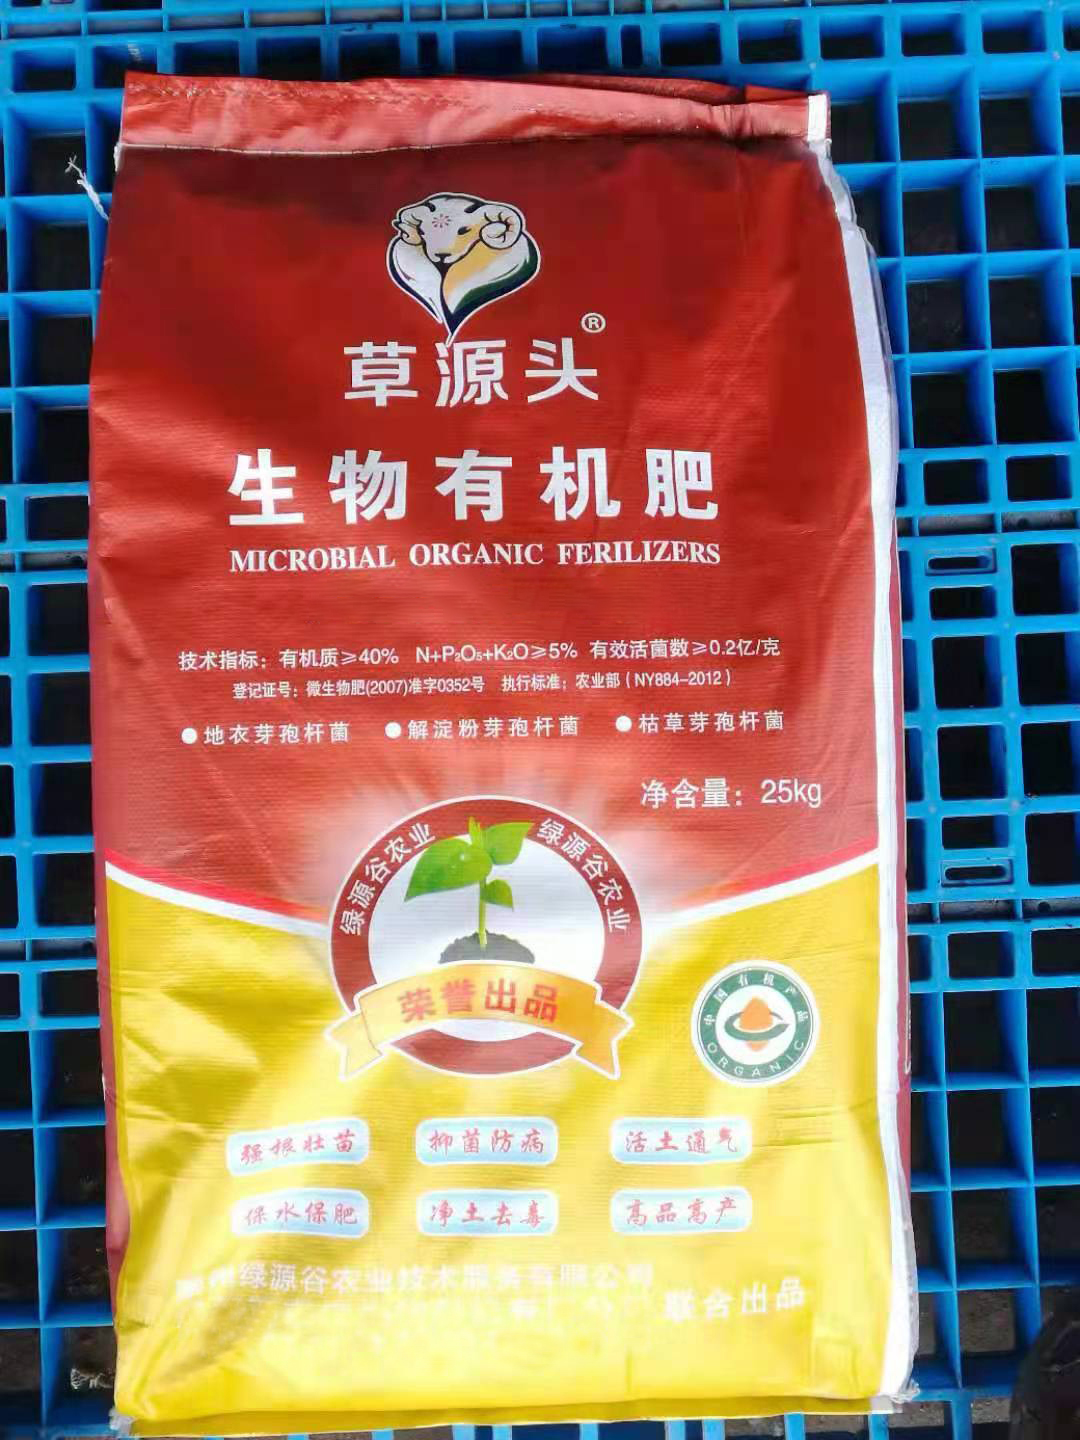 草源头®
生物有机肥
MICROBIAL ORGANIC FERILIZERS
技术指标：有机质≥40% N+P₂O₅+K₂O≥5% 有效活菌数≥0.2亿/克
登记证号：微生物肥(2007)准字0352号 执行标准：农业部（NY884-2012）
●地衣芽孢杆菌 ●解淀粉芽孢杆菌 ●枯草芽孢杆菌
净含量：25kg
绿源谷农业 绿源谷农业
荣誉出品
中国有机产品
ORGANIC
强根壮苗 抑菌防病 活土通气
保水保肥 净土去毒 高品高产
绿源谷农业技术服务有限公司
联合出品